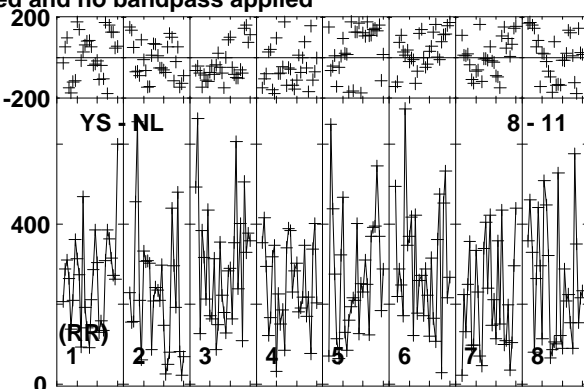 ed and no bandpass applied
200
-200
YS - NL 8 - 11
400
(RR)
1 2 3 4 5 6 7 8
0